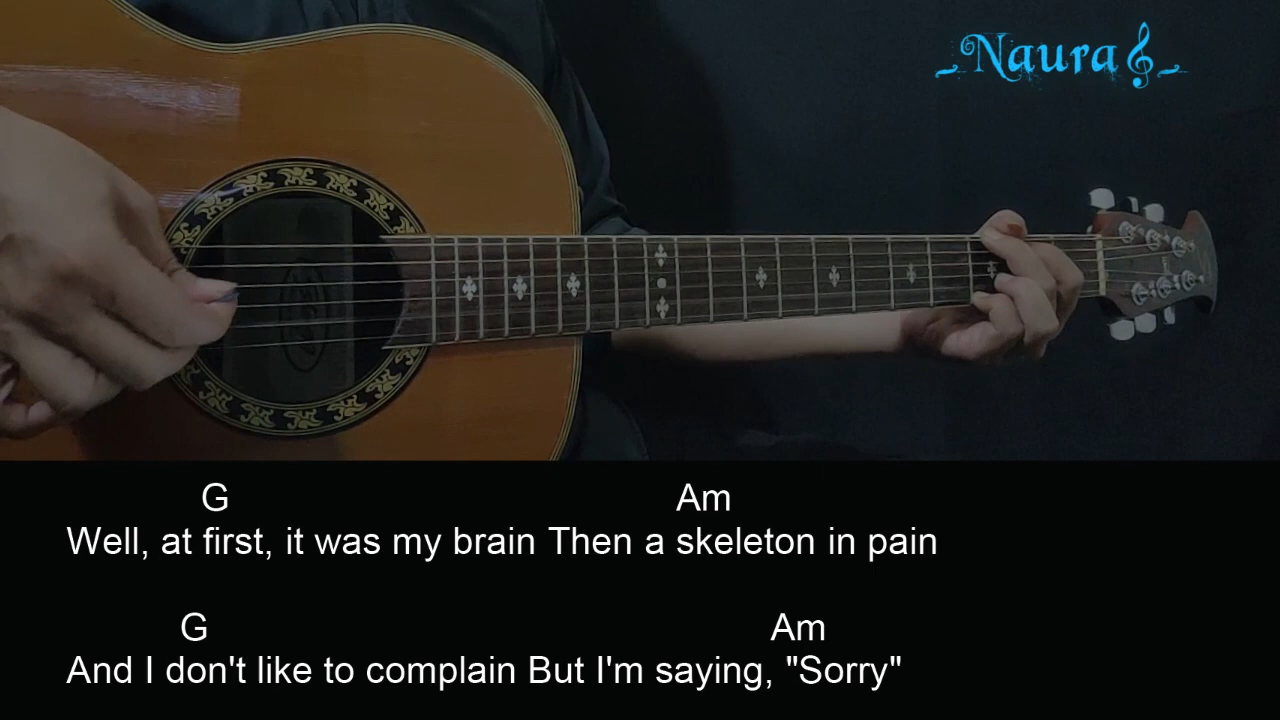 Naura
G Am
Well, at first, it was my brain Then a skeleton in pain
G Am
And I don't like to complain But I'm saying, "Sorry"